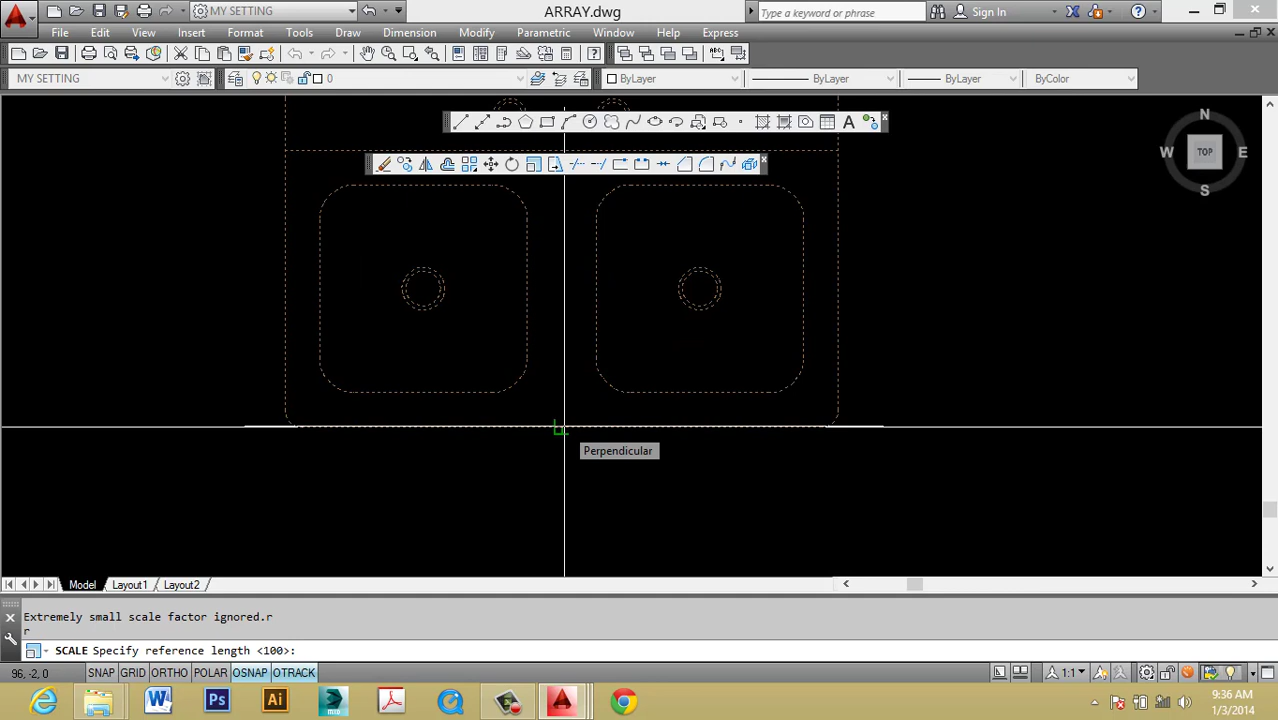 MY SETTING
ARRAY.dwg
Type a keyword or phrase
Sign In
File Edit View Insert Format Tools Draw Dimension Modify Parametric Window Help Express
MY SETTING
0
ByLayer
ByLayer
ByLayer
ByColor
A
N
W TOP E
S
Perpendicular
Model Layout1 Layout2
Extremely small scale factor ignored.r
r
SCALE Specify reference length <100>:
96, -2, 0
SNAP GRID ORTHO POLAR OSNAP OTRACK
1:1
W Ps Ai
9:36 AM
1/3/2014